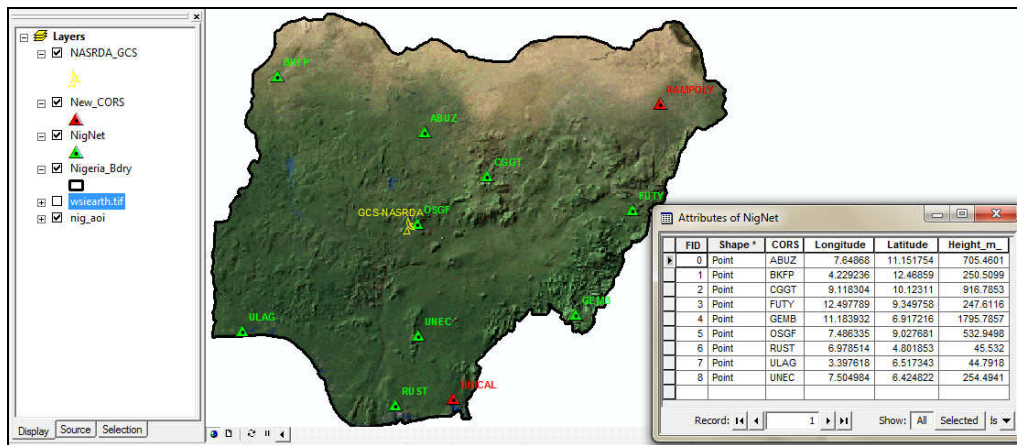 Layers
NASRDA_GCS
New_CORS
NigNet
Nigeria_Bdry
wsiearth.tif
nig_aoi
Display Source Selection
BKFP
RAMPOLY
ABUZ
CGGT
FUTY
GCS-NASRDA
OSGF
GEMB
ULAG
UNEC
RUST
UNICAL
Attributes of NigNet
FID Shape * CORS Longitude Latitude Height_m_
0 Point ABUZ 7.64868 11.151754 705.4601
1 Point BKFP 4.229236 12.46859 250.5099
2 Point CGGT 9.118304 10.12311 916.7853
3 Point FUTY 12.497789 9.349758 247.6116
4 Point GEMB 11.183932 6.917216 1795.7857
5 Point OSGF 7.486335 9.027681 532.9498
6 Point RUST 6.978514 4.801853 45.532
7 Point ULAG 3.397618 6.517343 44.7918
8 Point UNEC 7.504984 6.424822 254.4941
Record: 1 Show: All Selected ls